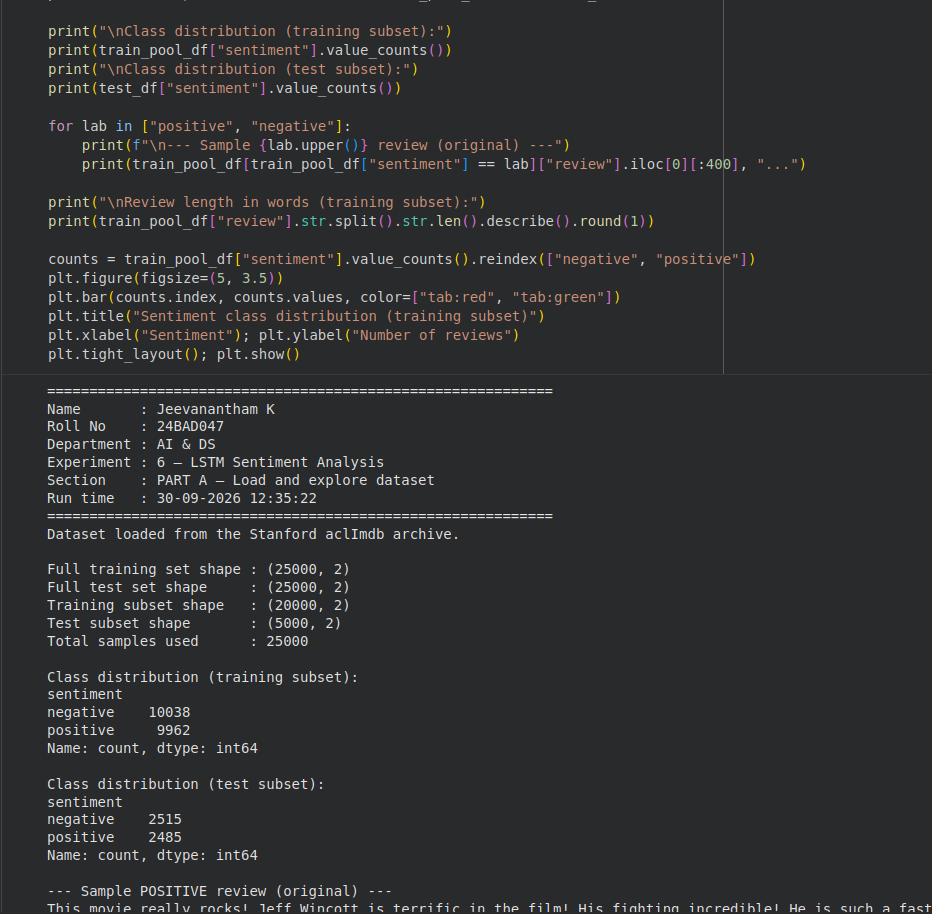 print("\nClass distribution (training subset):")
print(train_pool_df["sentiment"].value_counts())
print("\nClass distribution (test subset):")
print(test_df["sentiment"].value_counts())

for lab in ["positive", "negative"]:
    print(f"\n--- Sample {lab.upper()} review (original) ---")
    print(train_pool_df[train_pool_df["sentiment"] == lab]["review"].iloc[0][:400], "...")

print("\nReview length in words (training subset):")
print(train_pool_df["review"].str.split().str.len().describe().round(1))

counts = train_pool_df["sentiment"].value_counts().reindex(["negative", "positive"])
plt.figure(figsize=(5, 3.5))
plt.bar(counts.index, counts.values, color=["tab:red", "tab:green"])
plt.title("Sentiment class distribution (training subset)")
plt.xlabel("Sentiment"); plt.ylabel("Number of reviews")
plt.tight_layout(); plt.show()
============================================================
Name       : Jeevanantham K
Roll No    : 24BAD047
Department : AI & DS
Experiment : 6 – LSTM Sentiment Analysis
Section    : PART A – Load and explore dataset
Run time   : 30-09-2026 12:35:22
============================================================
Dataset loaded from the Stanford aclImdb archive.

Full training set shape : (25000, 2)
Full test set shape     : (25000, 2)
Training subset shape   : (20000, 2)
Test subset shape       : (5000, 2)
Total samples used      : 25000

Class distribution (training subset):
sentiment
negative    10038
positive     9962
Name: count, dtype: int64

Class distribution (test subset):
sentiment
negative    2515
positive    2485
Name: count, dtype: int64

--- Sample POSITIVE review (original) ---
This movie really rocks! Jeff Wincott is terrific in the film! His fighting incredible! He is such a fast